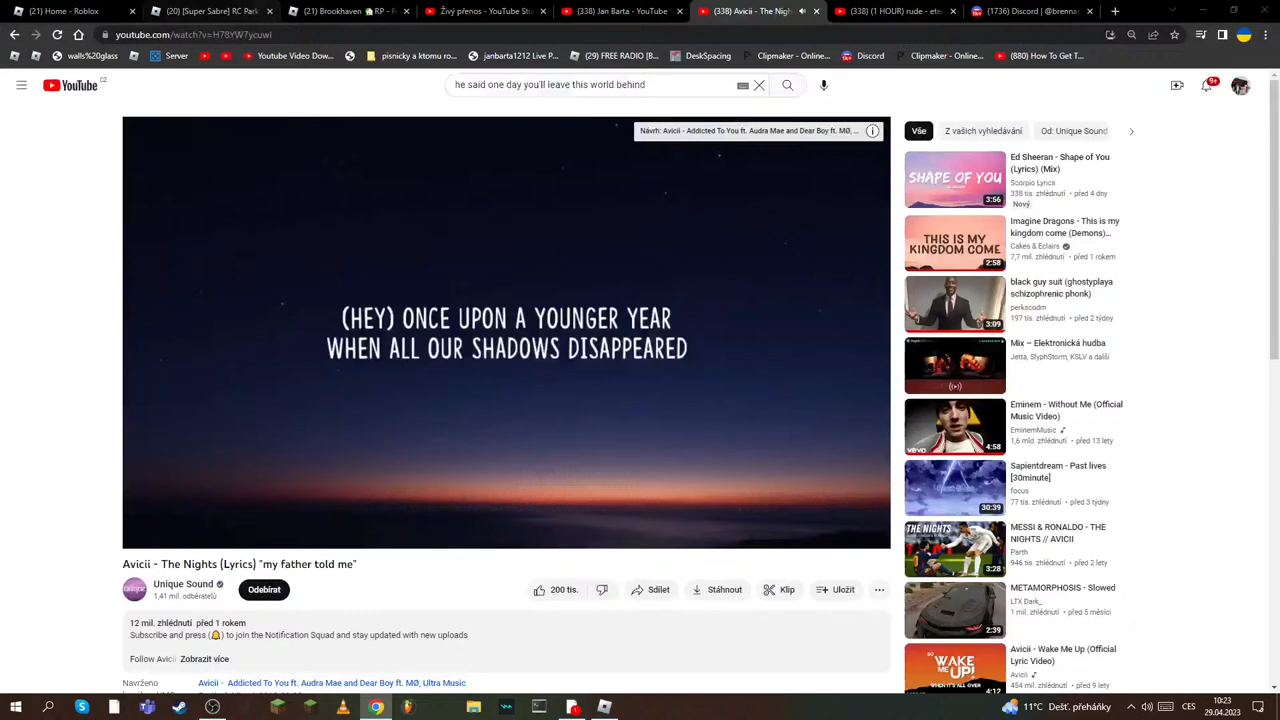 (21) Home - Roblox
(20) [Super Sabre] RC Park
(21) Brookhaven 🏡RP - F
Živý přenos - YouTube Stu
(338) Jan Barta - YouTube
(338) Avicii - The Nigh
(338) (1 HOUR) rude - ete
(1736) Discord | @brenna
youtube.com/watch?v=H78YW7ycuwI
walls%20glass
Server
YouTube Video Dow...
pisnicky a ktomu ro...
janbarta1212 Live P...
(29) FREE RADIO [B...
DeskSpacing
Clipmaker - Online...
Discord
Clipmaker - Online...
(880) How To Get T...
YouTube CZ
he said one day you'll leave this world behind
9+
Návrh: Avicii - Addicted To You ft. Audra Mae and Dear Boy ft. MØ, ...
(HEY) ONCE UPON A YOUNGER YEAR
WHEN ALL OUR SHADOWS DISAPPEARED
Avicii - The Nights (Lyrics) "my father told me"
Unique Sound
1,41 mil. odběratelů
Odebírat
200 tis.
Sdílet
Stáhnout
Klip
Uložit
12 mil. zhlédnutí před 1 rokem
Subscribe and press (🔔) to join the Notification Squad and stay updated with new uploads
Follow Avicii
Zobrazit více
Navrženo
Avicii - Addicted To You ft. Audra Mae and Dear Boy ft. MØ, Ultra Music
Vše
Z vašich vyhledávání
Od: Unique Sound
SHAPE OF YOU
3:56
Ed Sheeran - Shape of You
(Lyrics) (Mix)
Scorpio Lyrics
338 tis. zhlédnutí • před 4 dny
Nový
THIS IS MY
KINGDOM COME
2:58
Imagine Dragons - This is my
kingdom come (Demons)...
Cakes & Eclairs
7,7 mil. zhlédnutí • před 1 rokem
3:09
black guy suit (ghostyplaya
schizophrenic phonk)
perkscodm
197 tis. zhlédnutí • před 2 týdny
Mix – Elektronická hudba
Jetta, SlyphStorm, KSLV a další
vevo
4:58
Eminem - Without Me (Official
Music Video)
EminemMusic
1,6 mld. zhlédnutí • před 13 lety
30:39
Sapientdream - Past lives
[30minute]
focus
77 tis. zhlédnutí • před 3 týdny
THE NIGHTS
3:28
MESSI & RONALDO - THE
NIGHTS // AVICII
Parth
946 tis. zhlédnutí • před 2 lety
2:39
METAMORPHOSIS - Slowed
LTX Dark_
1 mil. zhlédnutí • před 5 měsíci
SO
WAKE
ME UP!
WHEN IT'S ALL OVER
4:12
Avicii - Wake Me Up (Official
Lyric Video)
Avicii
454 mil. zhlédnutí • před 9 lety
11°C Dešť, přeháňky
CES
10:23
29.04.2023